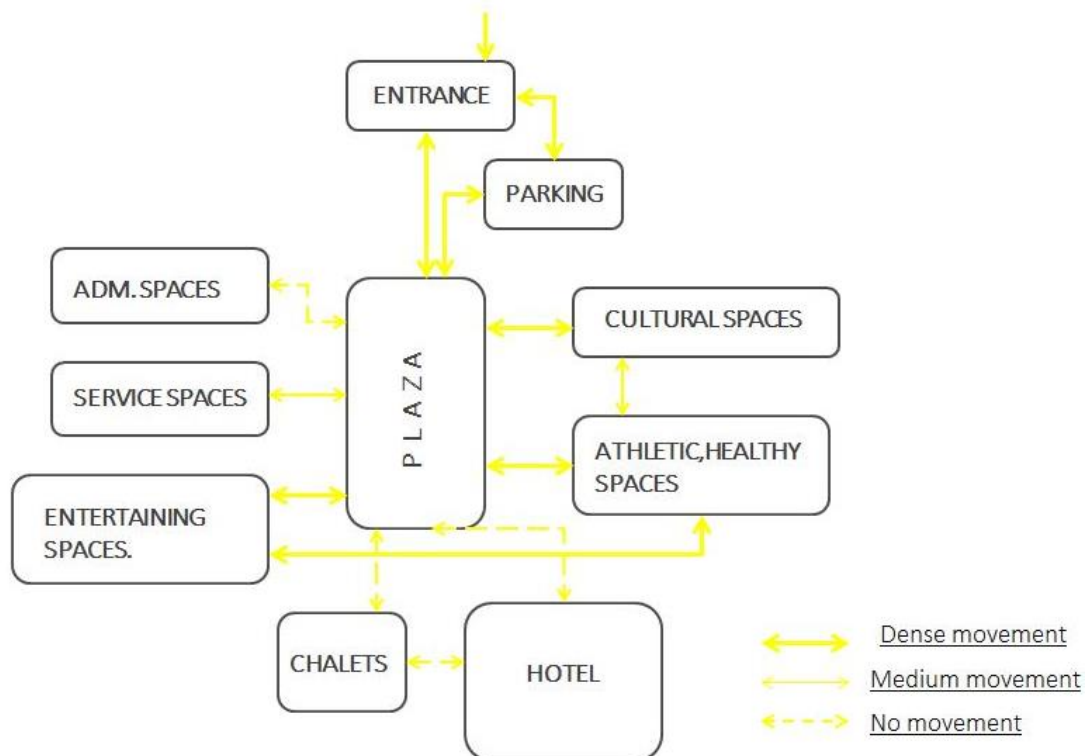 ENTRANCE
PARKING
ADM. SPACES
CULTURAL SPACES
PLAZA
SERVICE SPACES
ATHLETIC,HEALTHY
SPACES
ENTERTAINING
SPACES.
CHALETS
HOTEL
Dense movement
Medium movement
No movement